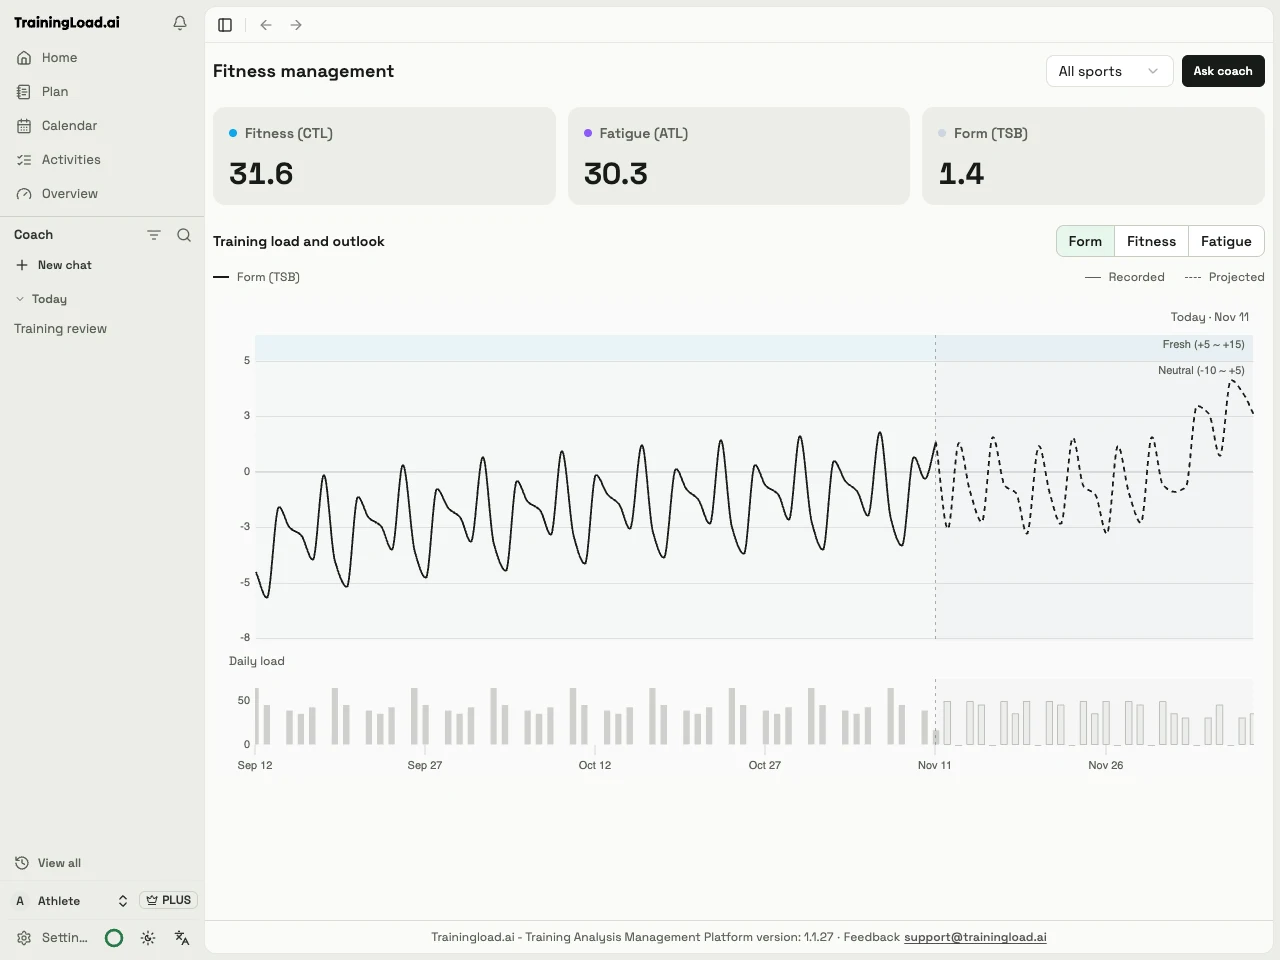 TrainingLoad.ai
Home
Plan
Calendar
Activities
Overview
Coach
New chat
Today
Training review
View all
A Athlete PLUS
Settin...
Fitness management
All sports
Ask coach
Fitness (CTL)
31.6
Fatigue (ATL)
30.3
Form (TSB)
1.4
Training load and outlook
Form Fitness Fatigue
Form (TSB)
Recorded Projected
Today · Nov 11
Fresh (+5 ~ +15)
Neutral (-10 ~ +5)
5
3
0
-3
-5
-8
Daily load
50
0
Sep 12 Sep 27 Oct 12 Oct 27 Nov 11 Nov 26
Trainingload.ai - Training Analysis Management Platform version: 1.1.27 · Feedback support@trainingload.ai